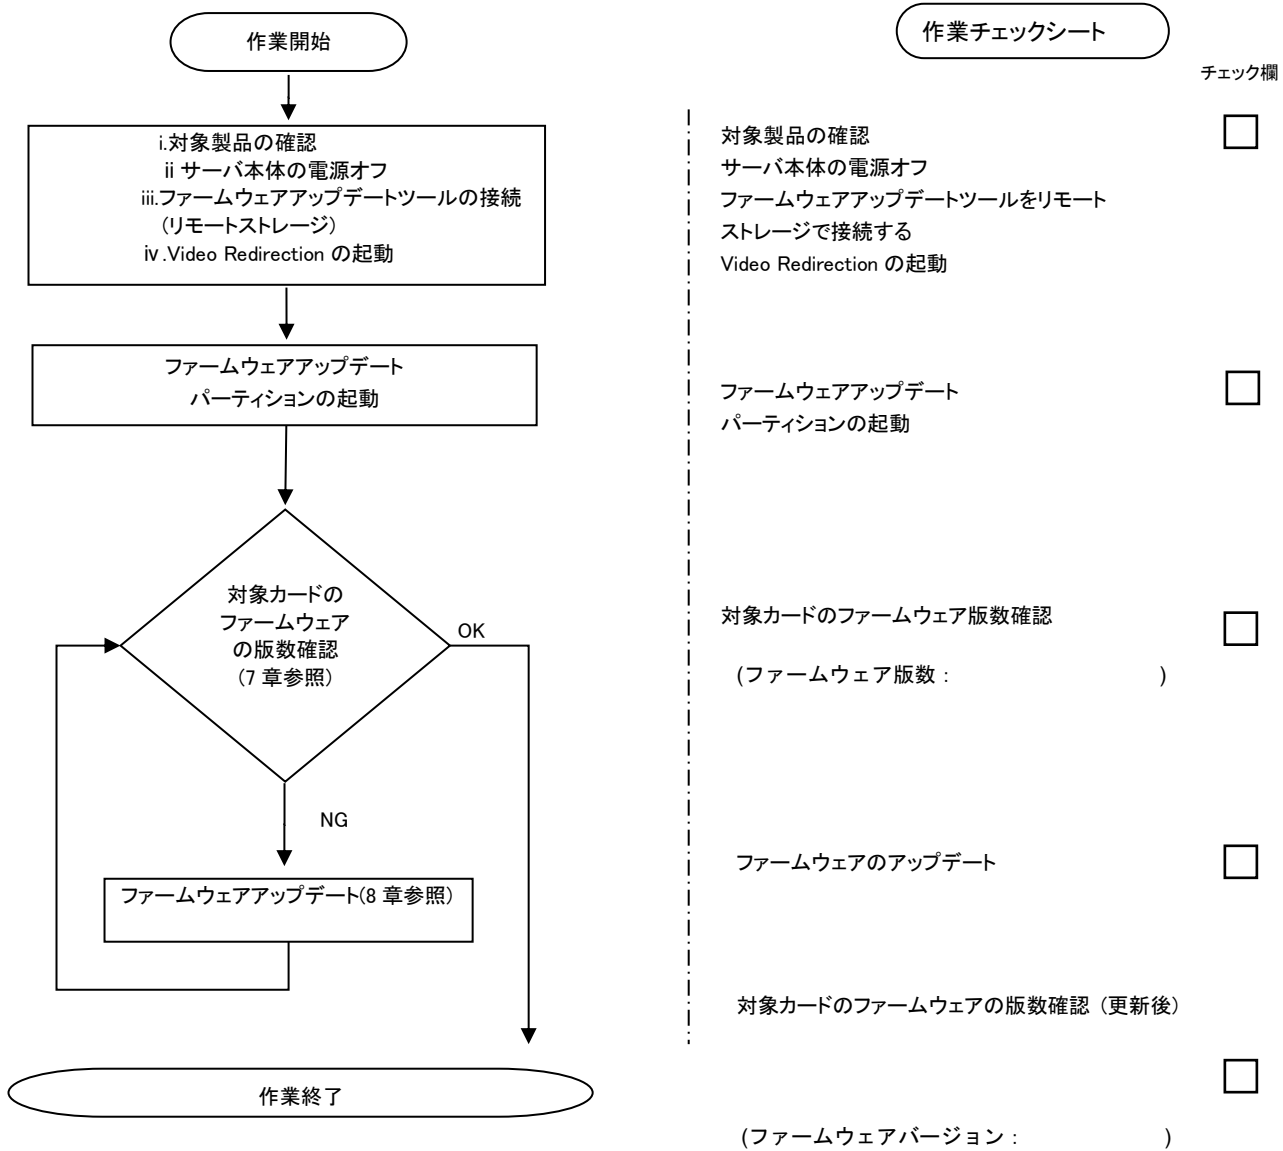 作業開始
i.対象製品の確認
ii サーバ本体の電源オフ
iii.ファームウェアアップデートツールの接続
(リモートストレージ)
iv.Video Redirection の起動
ファームウェアアップデート
パーティションの起動
対象カードの
ファームウェア
の版数確認
(7 章参照)
OK
NG
ファームウェアアップデート(8 章参照)
作業終了
作業チェックシート
チェック欄
対象製品の確認
サーバ本体の電源オフ
ファームウェアアップデートツールをリモート
ストレージで接続する
Video Redirection の起動
ファームウェアアップデート
パーティションの起動
対象カードのファームウェア版数確認
(ファームウェア版数： )
ファームウェアのアップデート
対象カードのファームウェアの版数確認 (更新後)
(ファームウェアバージョン： )